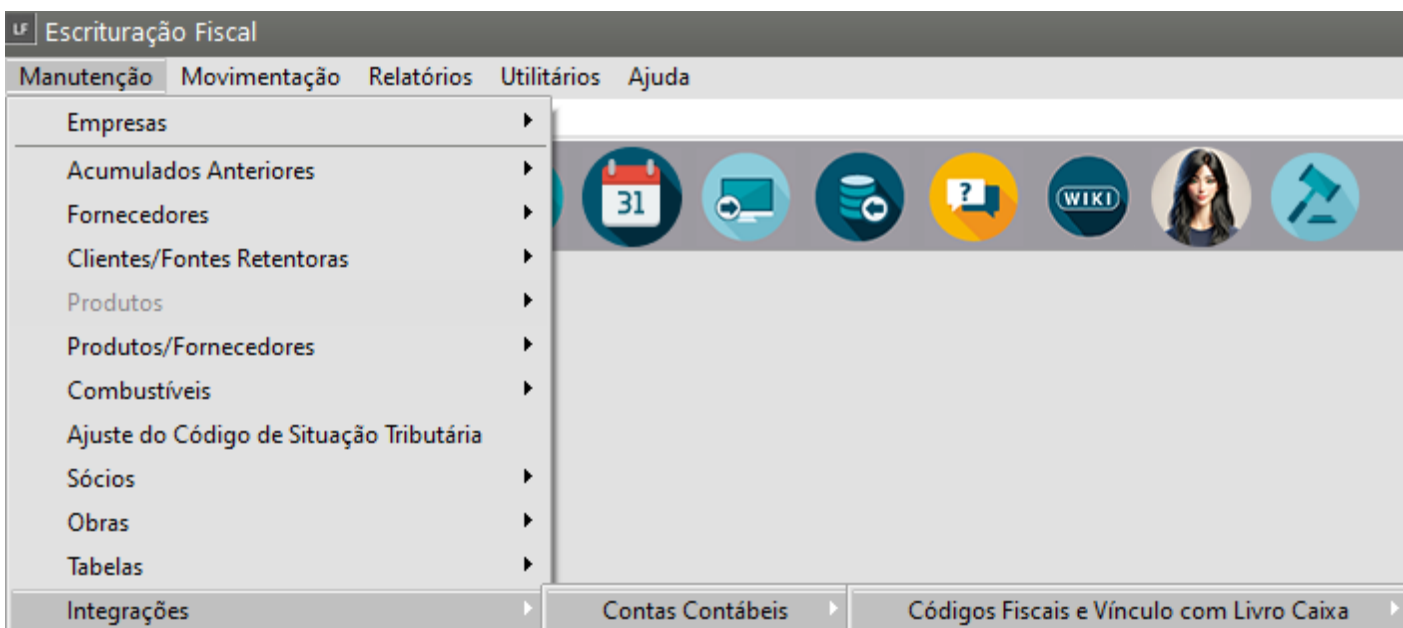 LF Escrituração Fiscal
Manutenção Movimentação Relatórios Utilitários Ajuda
Empresas
Acumulados Anteriores
Fornecedores
Clientes/Fontes Retentoras
Produtos
Produtos/Fornecedores
Combustíveis
Ajuste do Código de Situação Tributária
Sócios
Obras
Tabelas
Integrações Contas Contábeis Códigos Fiscais e Vínculo com Livro Caixa
31 ? WIKI